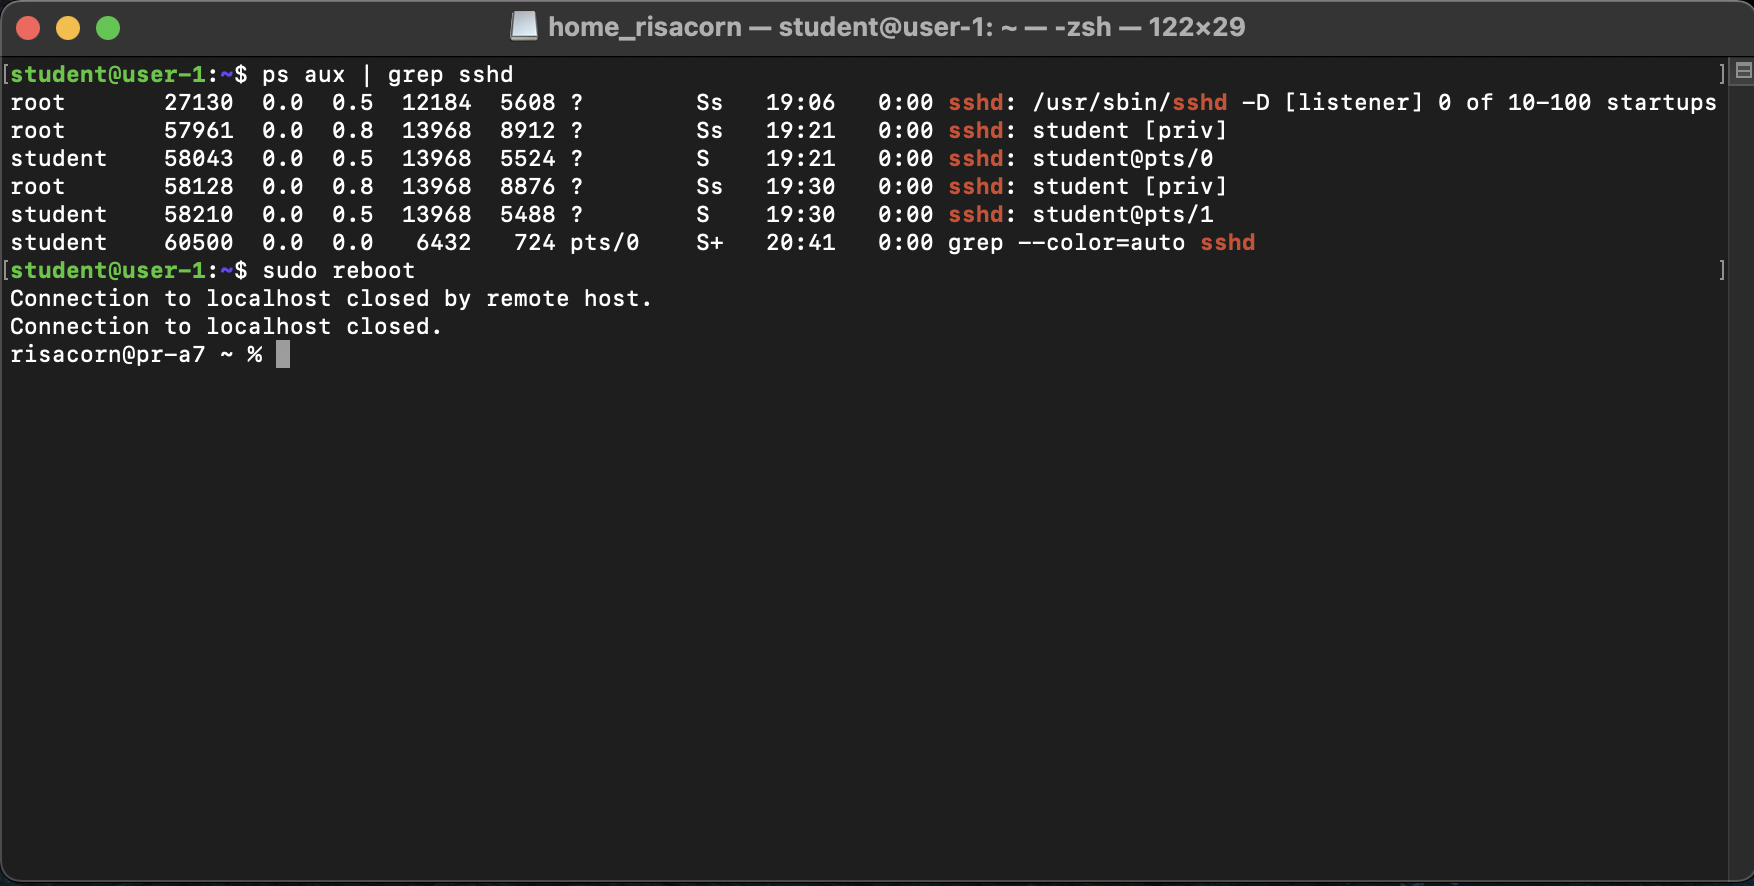 home_risacorn — student@user-1: ~ — -zsh — 122×29
[student@user-1:~$ ps aux | grep sshd ]
root       27130  0.0  0.5  12184  5608 ?        Ss   19:06   0:00 sshd: /usr/sbin/sshd -D [listener] 0 of 10-100 startups
root       57961  0.0  0.8  13968  8912 ?        Ss   19:21   0:00 sshd: student [priv]
student    58043  0.0  0.5  13968  5524 ?        S    19:21   0:00 sshd: student@pts/0
root       58128  0.0  0.8  13968  8876 ?        Ss   19:30   0:00 sshd: student [priv]
student    58210  0.0  0.5  13968  5488 ?        S    19:30   0:00 sshd: student@pts/1
student    60500  0.0  0.0   6432   724 pts/0    S+   20:41   0:00 grep --color=auto sshd
[student@user-1:~$ sudo reboot ]
Connection to localhost closed by remote host.
Connection to localhost closed.
risacorn@pr-a7 ~ %